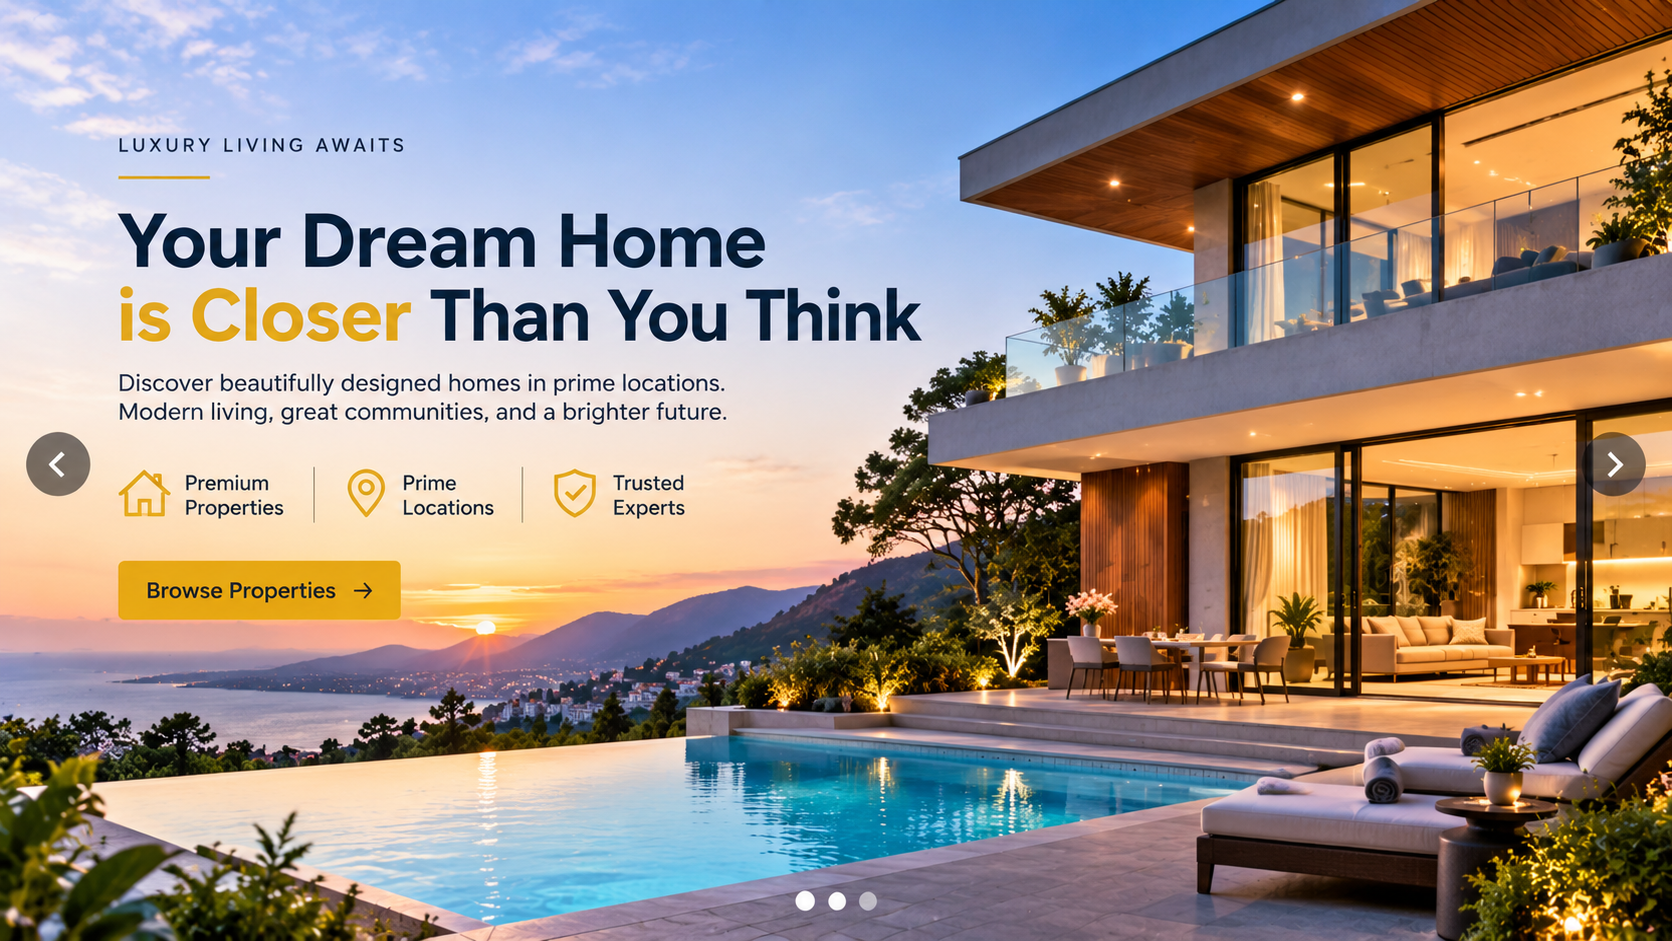 LUXURY LIVING AWAITS
Your Dream Home
is Closer Than You Think
Discover beautifully designed homes in prime locations.
Modern living, great communities, and a brighter future.
Premium
Properties
Prime
Locations
Trusted
Experts
Browse Properties →